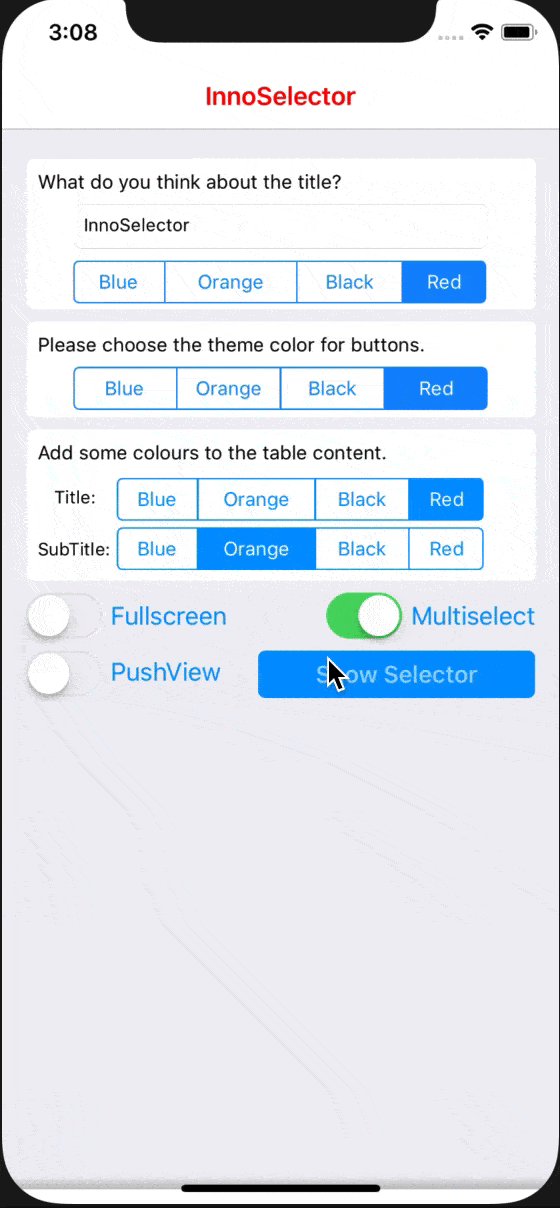 3:08
InnoSelector
What do you think about the title?
InnoSelector
Blue Orange Black Red
Please choose the theme color for buttons.
Blue Orange Black Red
Add some colours to the table content.
Title: Blue Orange Black Red
SubTitle: Blue Orange Black Red
Fullscreen Multiselect
PushView Show Selector